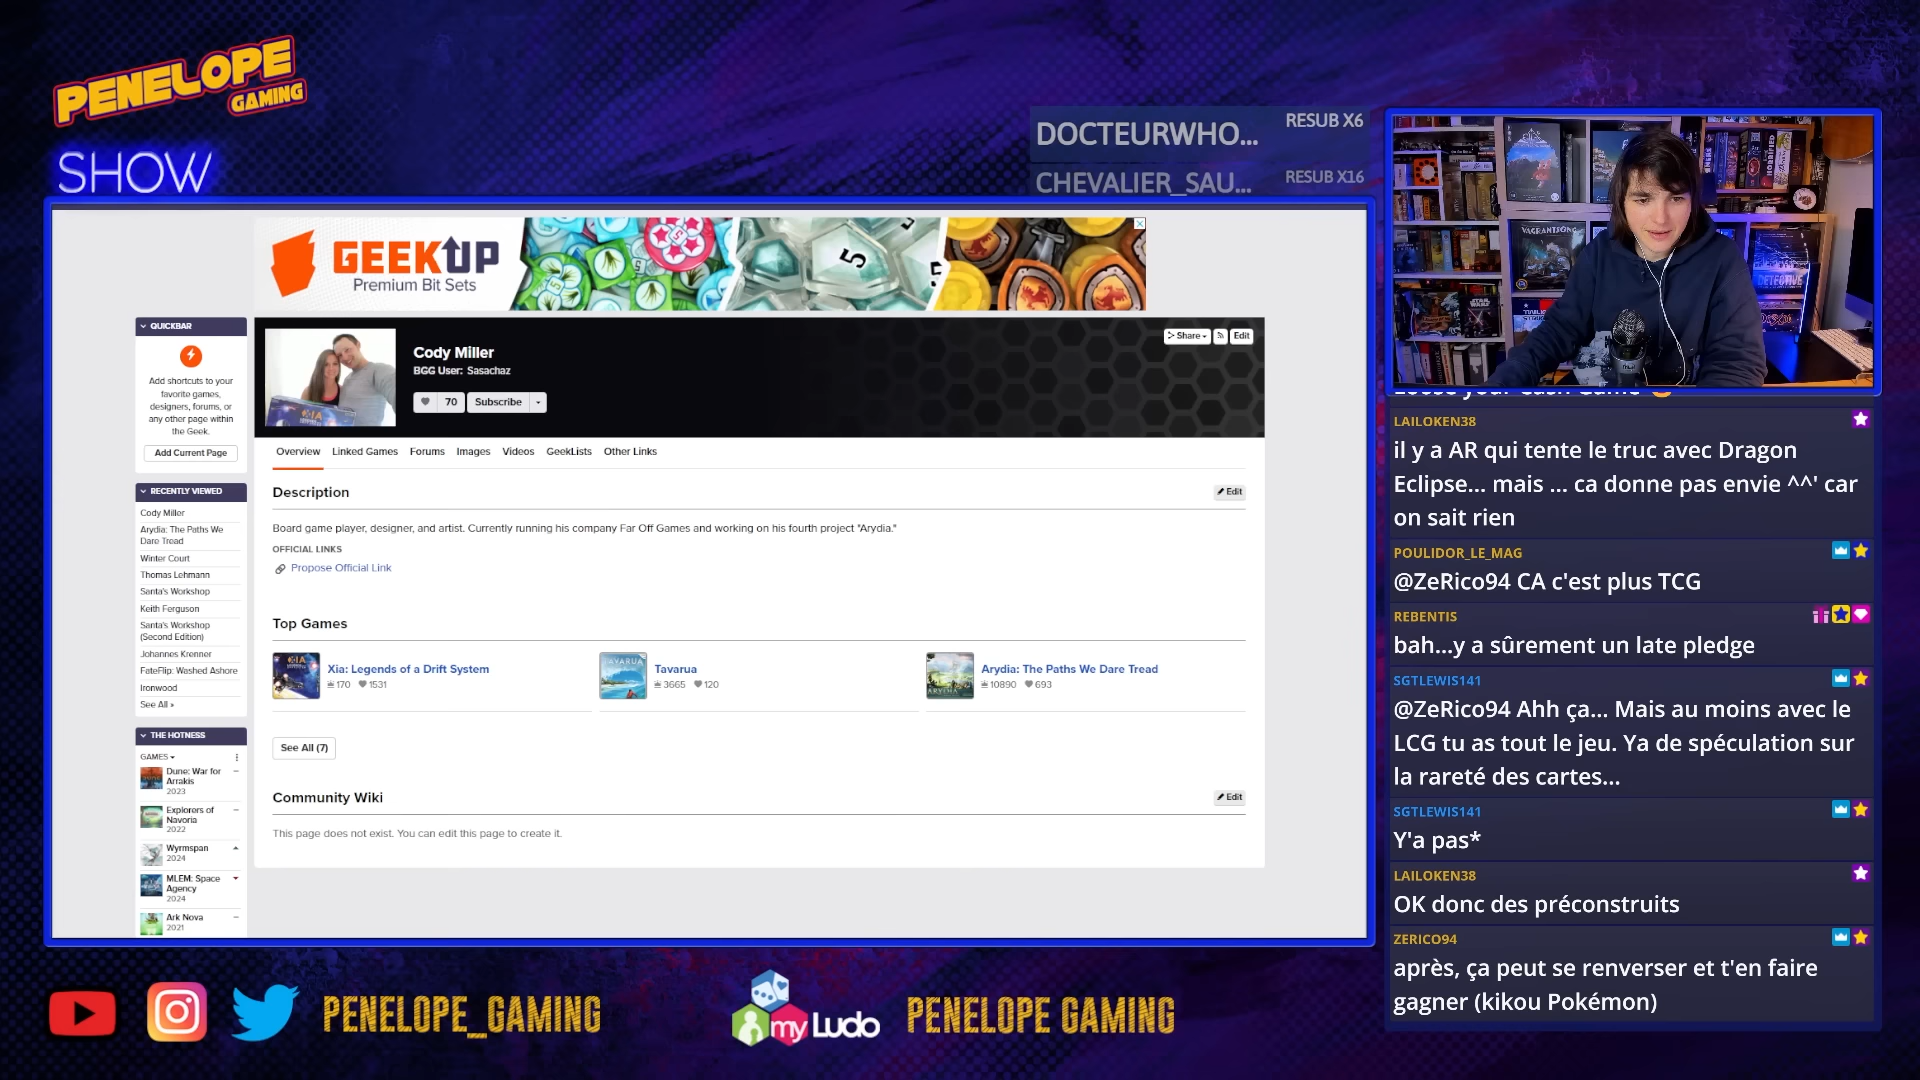 PENELOPE
GAMING
SHOW
DOCTEURWHO...
RESUB X6
CHEVALIER_SAU...
RESUB X16
GEEKUP
Premium Bit Sets
5
QUICKBAR
Add shortcuts to your
favorite games,
designers, forums, or
any other page within
the Geek.
Add Current Page
RECENTLY VIEWED
Cody Miller
Arydia: The Paths We
Dare Tread
Winter Court
Thomas Lehmann
Santa's Workshop
Keith Ferguson
Santa's Workshop
(Second Edition)
Johannes Krenner
FateFlip: Washed Ashore
Ironwood
See All »
THE HOTNESS
GAMES
Dune: War for
Arrakis
2023
Explorers of
Navoria
2022
Wyrmspan
2024
MLEM: Space
Agency
2024
Ark Nova
2021
Cody Miller
BGG User: Sasachaz
70
Subscribe
Share
Edit
Overview
Linked Games
Forums
Images
Videos
GeekLists
Other Links
Description
Edit
Board game player, designer, and artist. Currently running his company Far Off Games and working on his fourth project "Arydia."
OFFICIAL LINKS
Propose Official Link
Top Games
Xia: Legends of a Drift System
170 1531
Tavarua
3665 120
Arydia: The Paths We Dare Tread
10890 693
See All (7)
Community Wiki
Edit
This page does not exist. You can edit this page to create it.
VAGRANTSONG
DETECTIVE
STAR WARS
LAILOKEN38
il y a AR qui tente le truc avec Dragon
Eclipse... mais ... ca donne pas envie ^^' car
on sait rien
POULIDOR_LE_MAG
@ZeRico94 CA c'est plus TCG
REBENTIS
bah...y a sûrement un late pledge
SGTLEWIS141
@ZeRico94 Ahh ça... Mais au moins avec le
LCG tu as tout le jeu. Ya de spéculation sur
la rareté des cartes...
SGTLEWIS141
Y'a pas*
LAILOKEN38
OK donc des préconstruits
ZERICO94
après, ça peut se renverser et t'en faire
gagner (kikou Pokémon)
PENELOPE_GAMING
myLudo
PENELOPE GAMING